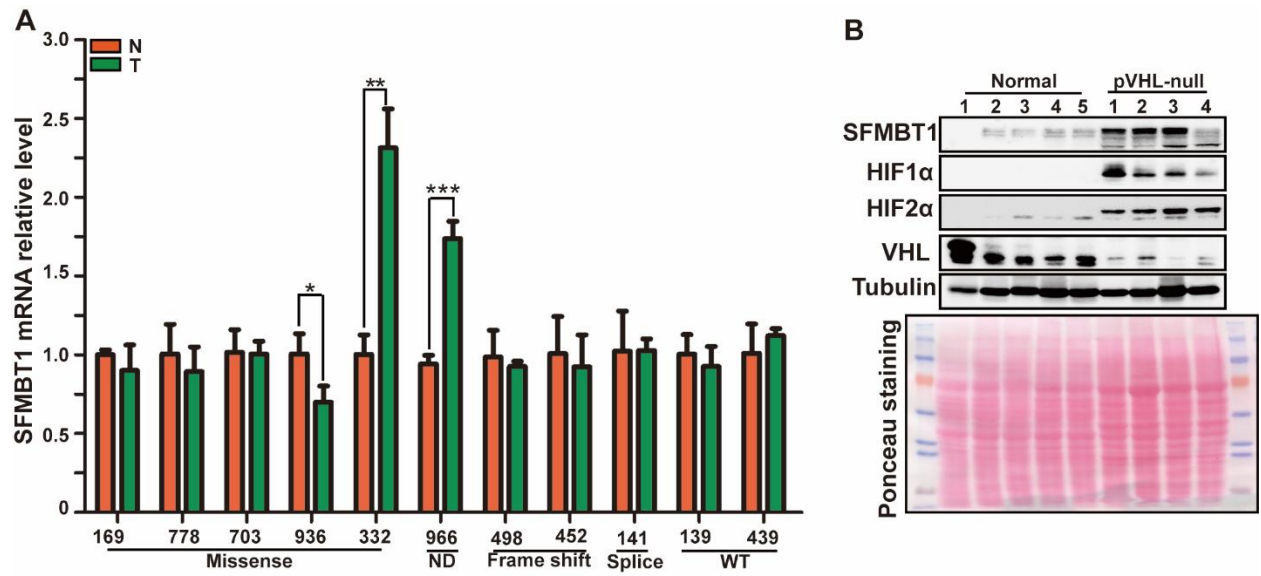 A
SFMBT1 mRNA relative level
3.0
2.5
2.0
1.5
1.0
0.5
0
N
T
*
**
***
169 778 703 936 332 966 498 452 141 139 439
Missense ND Frame shift Splice WT
B
Normal pVHL-null
1 2 3 4 5 1 2 3 4
SFMBT1
HIF1α
HIF2α
VHL
Tubulin
Ponceau staining